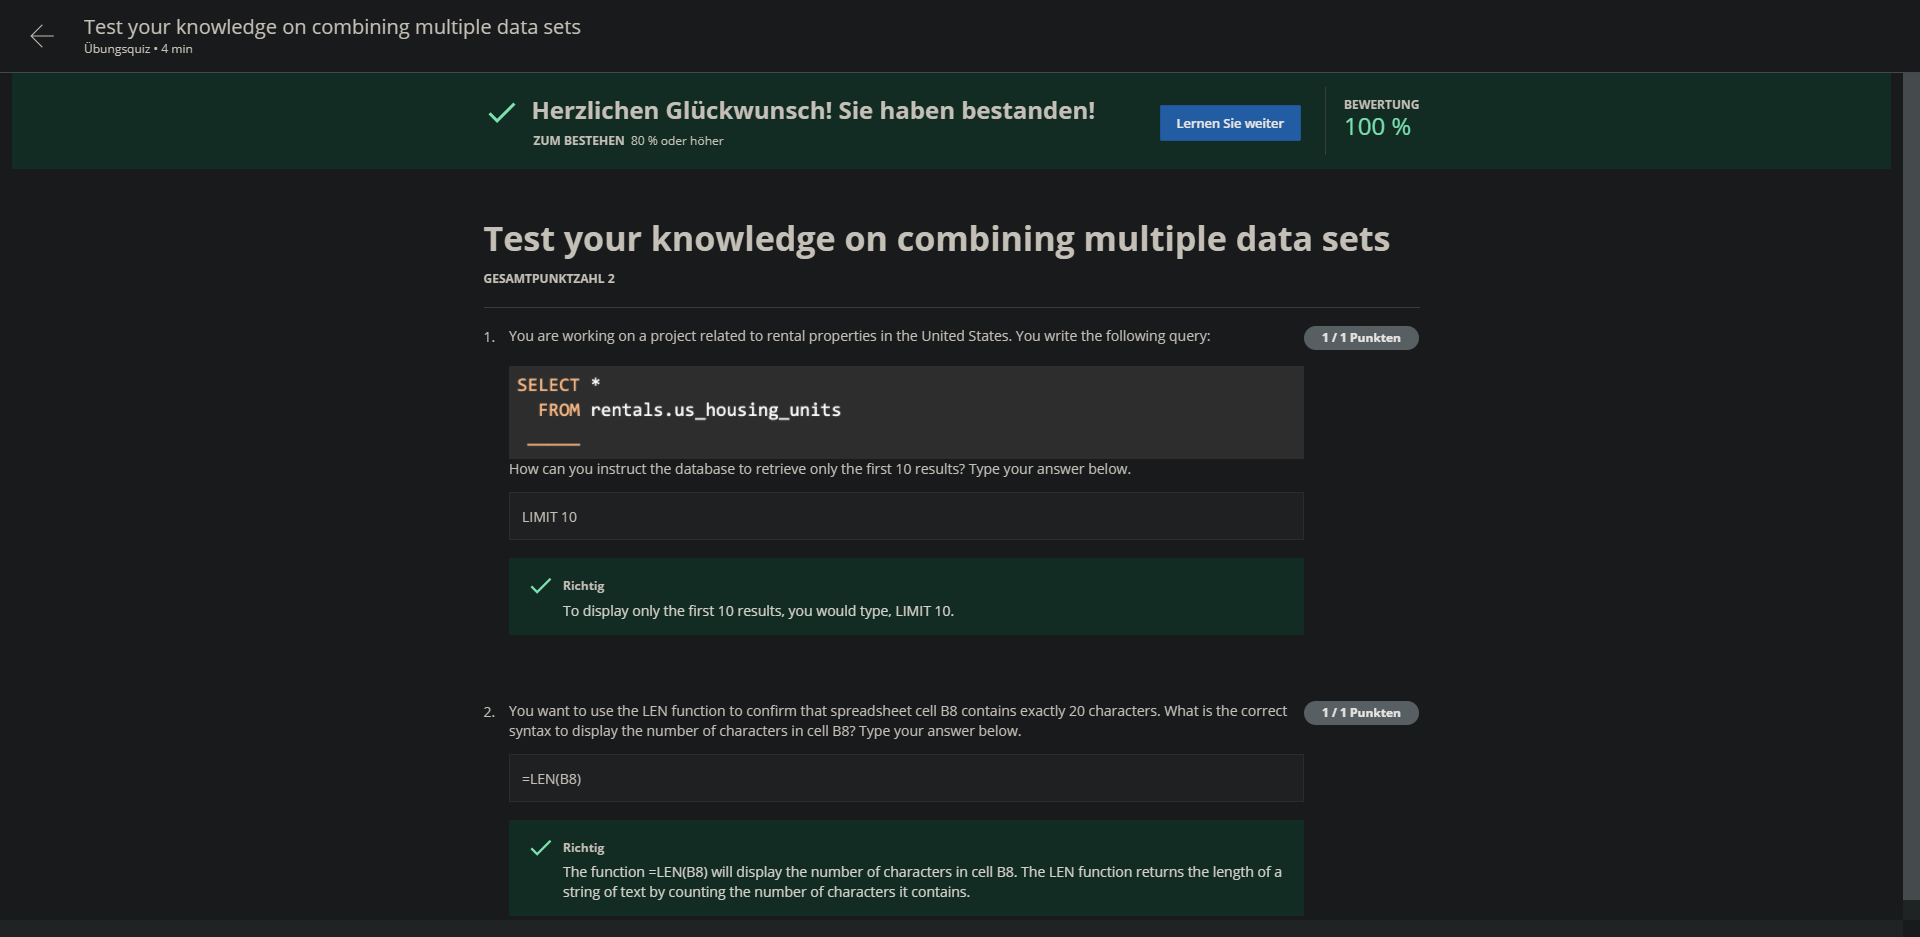 Test your knowledge on combining multiple data sets
Übungsquiz • 4 min
Herzlichen Glückwunsch! Sie haben bestanden!
ZUM BESTEHEN 80 % oder höher
Lernen Sie weiter
BEWERTUNG
100 %
Test your knowledge on combining multiple data sets
GESAMTPUNKTZAHL 2
1. You are working on a project related to rental properties in the United States. You write the following query:
1 / 1 Punkten
SELECT *
FROM rentals.us_housing_units
_____
How can you instruct the database to retrieve only the first 10 results? Type your answer below.
LIMIT 10
Richtig
To display only the first 10 results, you would type, LIMIT 10.
2. You want to use the LEN function to confirm that spreadsheet cell B8 contains exactly 20 characters. What is the correct
syntax to display the number of characters in cell B8? Type your answer below.
1 / 1 Punkten
=LEN(B8)
Richtig
The function =LEN(B8) will display the number of characters in cell B8. The LEN function returns the length of a
string of text by counting the number of characters it contains.